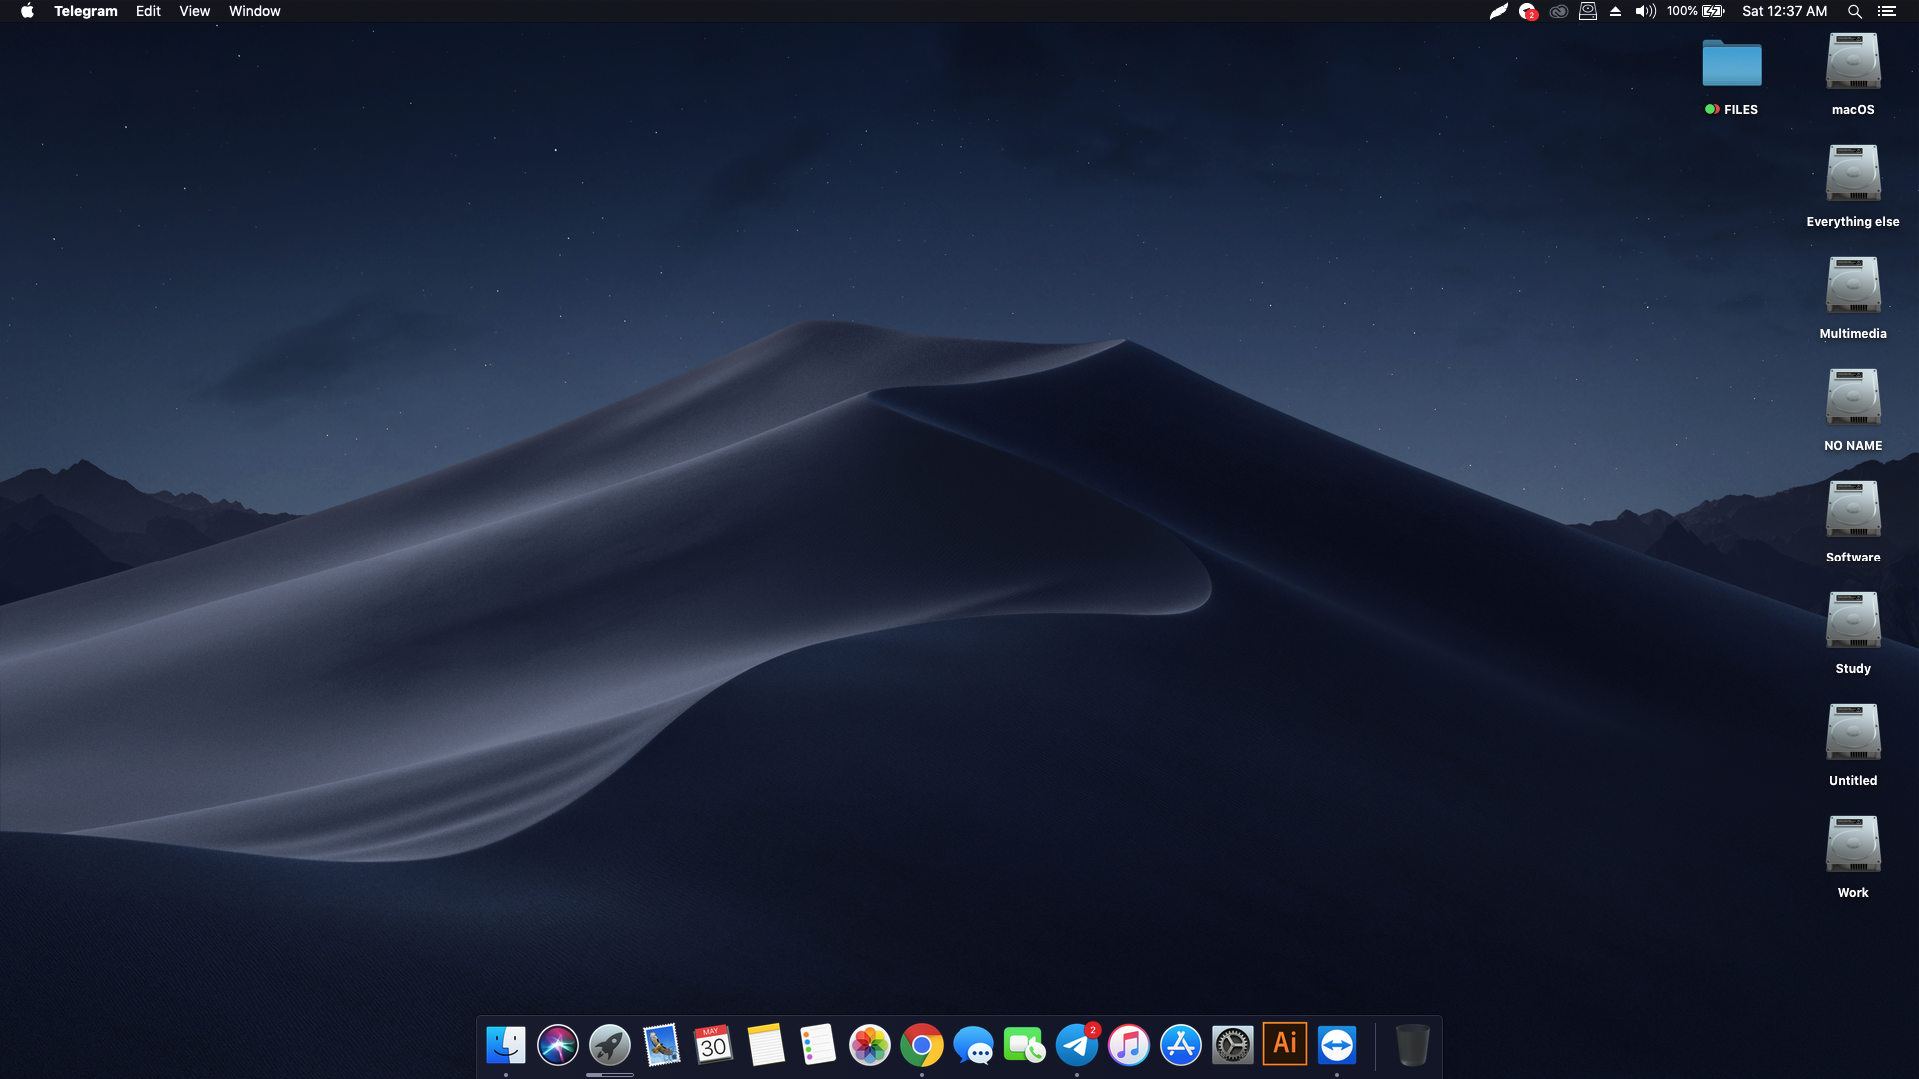 Telegram Edit View Window
2 100% Sat 12:37 AM
FILES
macOS
Everything else
Multimedia
NO NAME
Software
Study
Untitled
Work
MAY
30
2
Ai